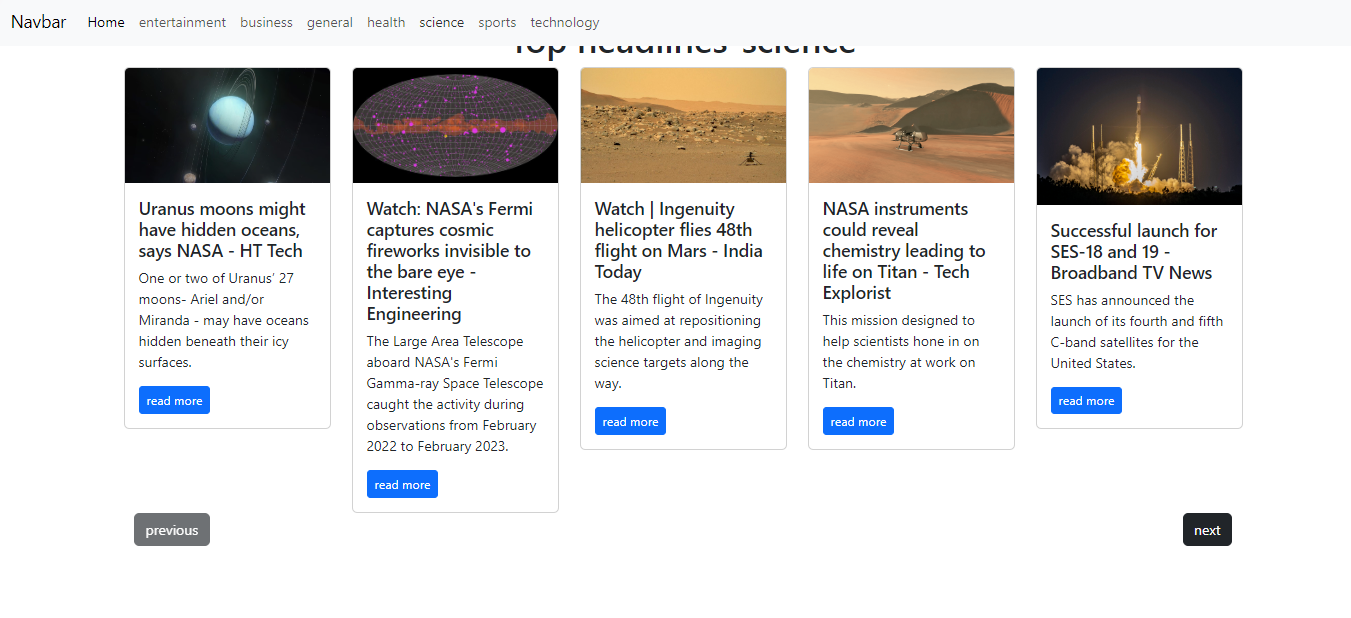 Navbar Home entertainment business general health science sports technology
Top headlines science
Uranus moons might
have hidden oceans,
says NASA - HT Tech
One or two of Uranus’ 27
moons- Ariel and/or
Miranda - may have oceans
hidden beneath their icy
surfaces.
read more
Watch: NASA's Fermi
captures cosmic
fireworks invisible to
the bare eye -
Interesting
Engineering
The Large Area Telescope
aboard NASA's Fermi
Gamma-ray Space Telescope
caught the activity during
observations from February
2022 to February 2023.
read more
Watch | Ingenuity
helicopter flies 48th
flight on Mars - India
Today
The 48th flight of Ingenuity
was aimed at repositioning
the helicopter and imaging
science targets along the
way.
read more
NASA instruments
could reveal
chemistry leading to
life on Titan - Tech
Explorist
This mission designed to
help scientists hone in on
the chemistry at work on
Titan.
read more
Successful launch for
SES-18 and 19 -
Broadband TV News
SES has announced the
launch of its fourth and fifth
C-band satellites for the
United States.
read more
previous
next